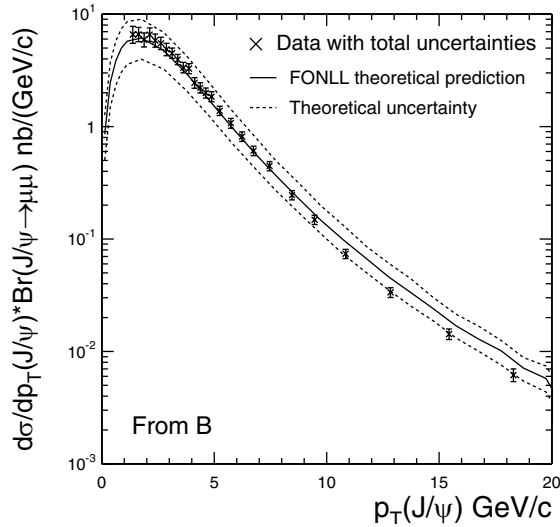 dσ/dp_T(J/ψ)*Br(J/ψ→μμ) nb/(GeV/c)
10
1
10⁻¹
10⁻²
10⁻³
Data with total uncertainties
FONLL theoretical prediction
Theoretical uncertainty
From B
0 5 10 15 20
p_T(J/ψ) GeV/c